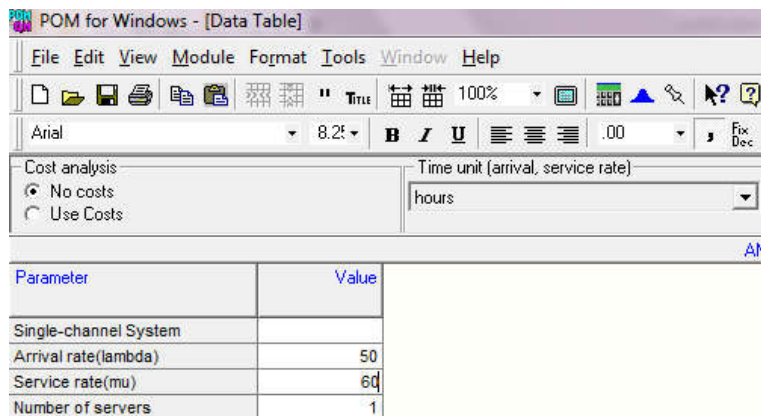 POM for Windows - [Data Table]
File Edit View Module Format Tools Window Help
" TITLE 100%
Arial 8.2 B I U .00 , Fix Dec
Cost analysis
No costs
Use Costs
Time unit (arrival, service rate)
hours
Parameter Value
Single-channel System
Arrival rate(lambda) 50
Service rate(mu) 60
Number of servers 1